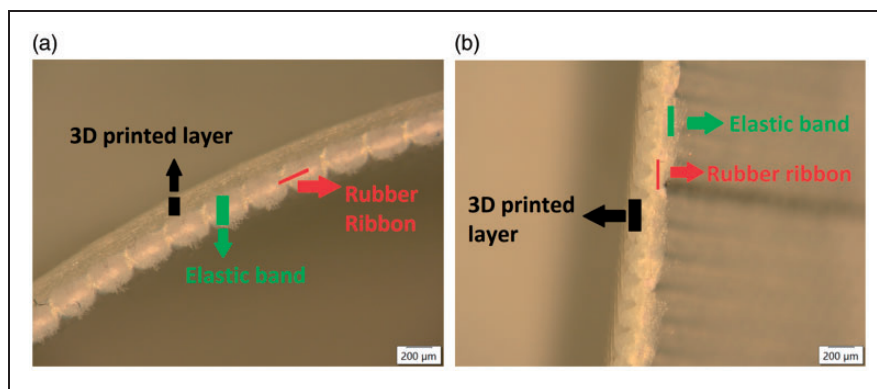 (a)
3D printed layer
Rubber
Ribbon
Elastic band
200 µm
(b)
Elastic band
Rubber ribbon
3D printed
layer
200 µm